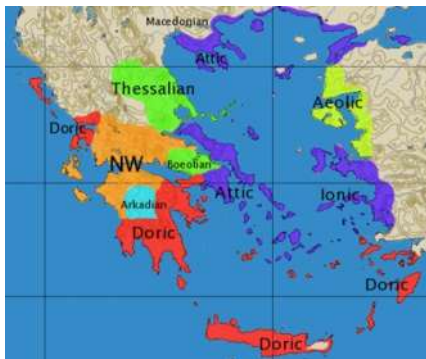 Macedonian
Attic
Thessalian
Aeolic
Doric
NW
Boeotian
Attic
Ionic
Arkadian
Doric
Doric
Doric